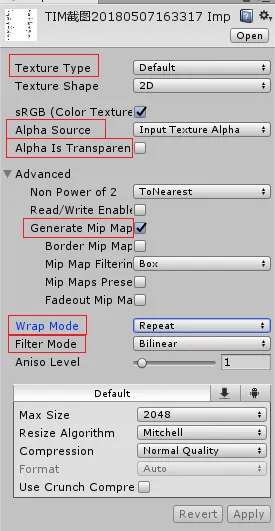 TIM截图20180507163317 Imp
Open
Texture Type Default
Texture Shape 2D
sRGB (Color Texture
Alpha Source Input Texture Alpha
Alpha Is Transparen
Advanced
Non Power of 2 ToNearest
Read/Write Enable
Generate Mip Map
Border Mip Map
Mip Map Filterin Box
Mip Maps Prese
Fadeout Mip Ma
Wrap Mode Repeat
Filter Mode Bilinear
Aniso Level 1
Default
Max Size 2048
Resize Algorithm Mitchell
Compression Normal Quality
Format Auto
Use Crunch Compre
Revert Apply